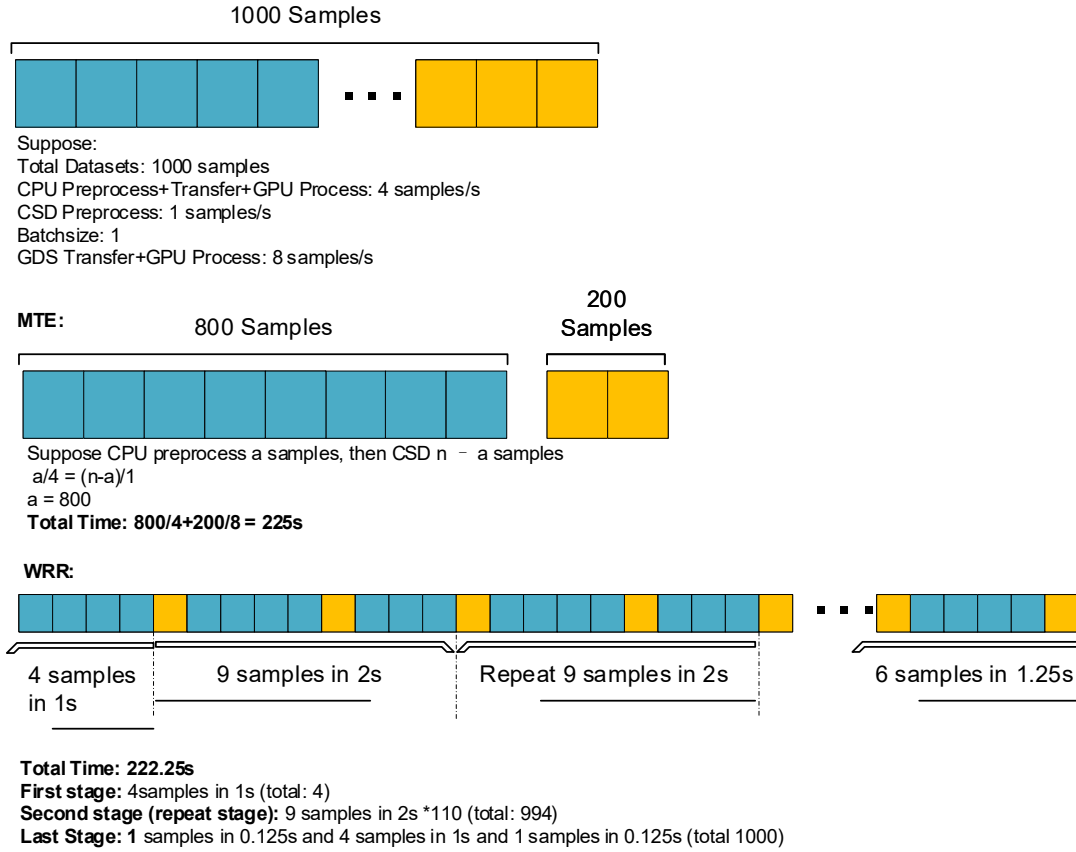 1000 Samples
Suppose:
Total Datasets: 1000 samples
CPU Preprocess+Transfer+GPU Process: 4 samples/s
CSD Preprocess: 1 samples/s
Batchsize: 1
GDS Transfer+GPU Process: 8 samples/s
MTE:
800 Samples
200
Samples
Suppose CPU preprocess a samples, then CSD n – a samples
a/4 = (n-a)/1
a = 800
Total Time: 800/4+200/8 = 225s
WRR:
4 samples
in 1s
9 samples in 2s
Repeat 9 samples in 2s
6 samples in 1.25s
Total Time: 222.25s
First stage: 4samples in 1s (total: 4)
Second stage (repeat stage): 9 samples in 2s *110 (total: 994)
Last Stage: 1 samples in 0.125s and 4 samples in 1s and 1 samples in 0.125s (total 1000)